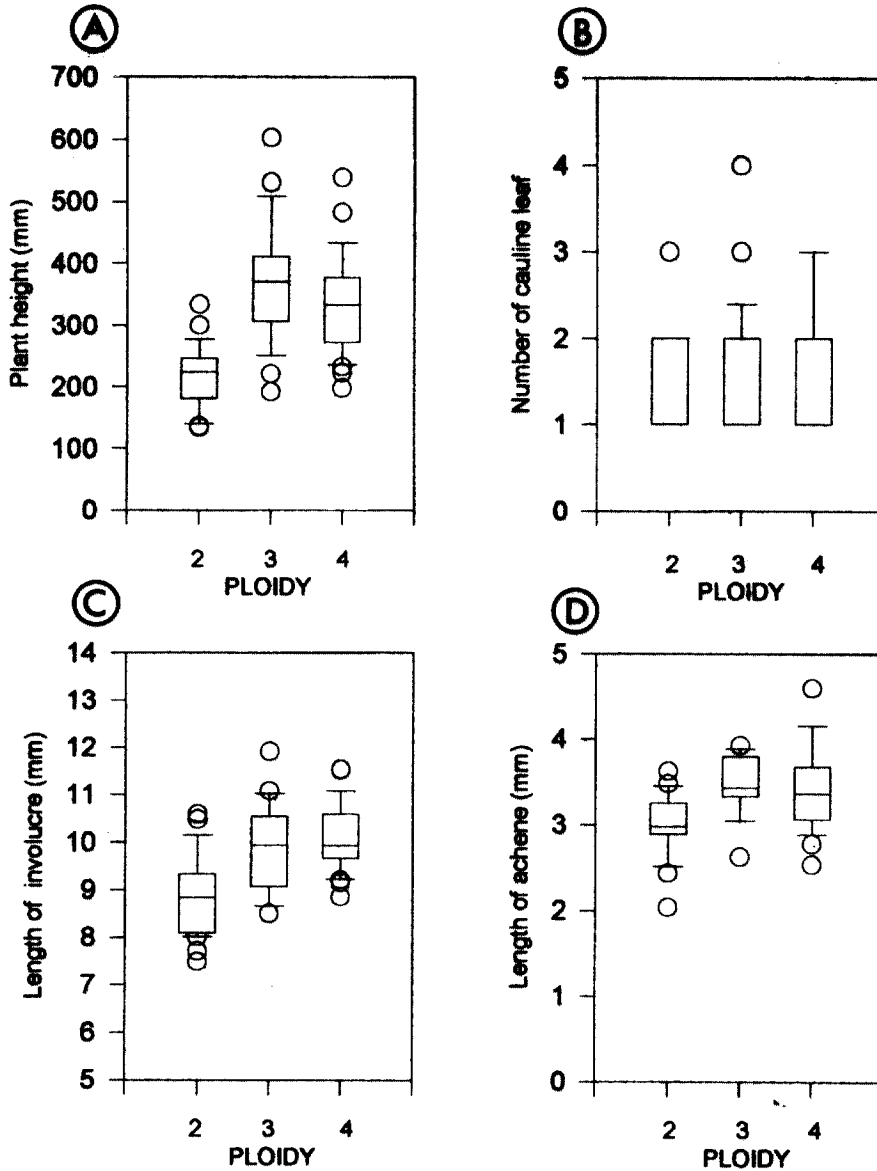 A
700
600
500
400
300
200
100
0
Plant height (mm)
2 3 4
PLOIDY
B
5
4
3
2
1
0
Number of cauline leaf
2 3 4
PLOIDY
C
14
13
12
11
10
9
8
7
6
5
Length of involucre (mm)
2 3 4
PLOIDY
D
5
4
3
2
1
0
Length of achene (mm)
2 3 4
PLOIDY